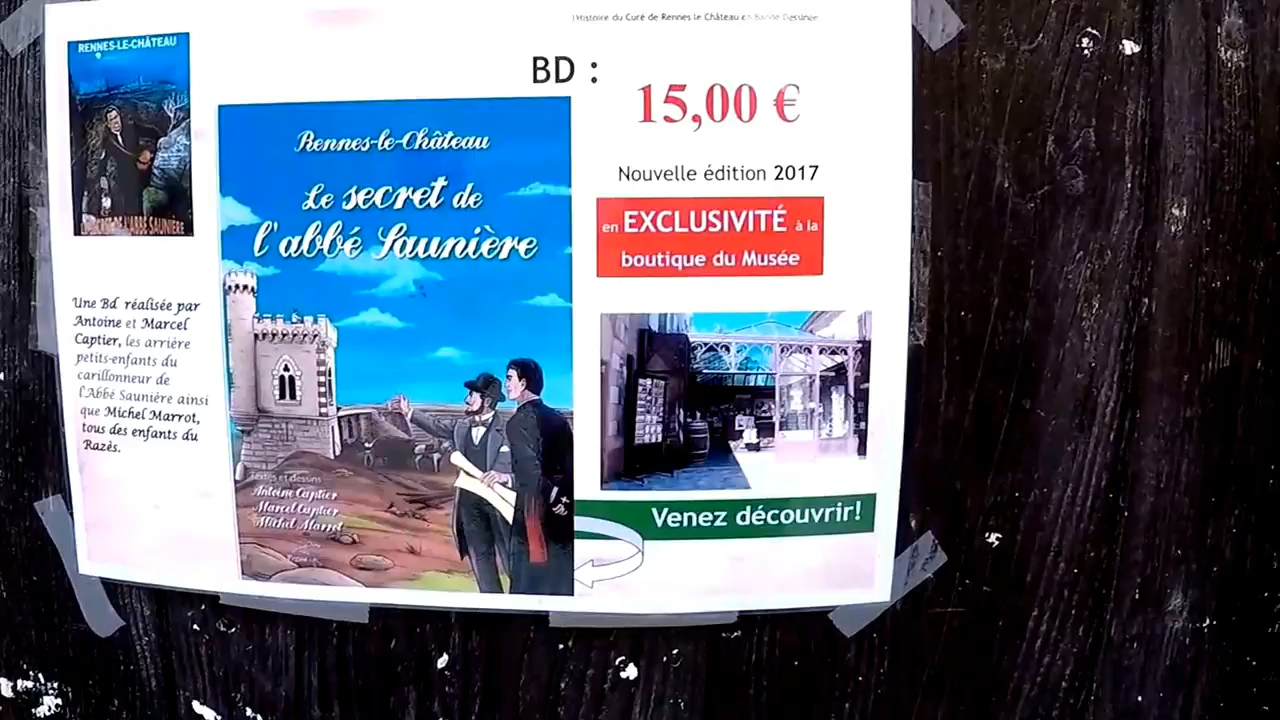 l'Histoire du Curé de Rennes le Château en Bande Dessinée
BD :
15,00 €
Nouvelle édition 2017
en EXCLUSIVITÉ à la
boutique du Musée
Venez découvrir!
RENNES-LE-CHÂTEAU
DE L'ABBÉ SAUNIÈRE
Une Bd réalisée par
Antoine et Marcel
Captier, les arrière
petits-enfants du
carillonneur de
l'Abbé Saunière ainsi
que Michel Marrot,
tous des enfants du
Razès.
Rennes-le-Château
Le secret de
l'abbé Saunière
Textes et dessins
Antoine Captier
Marcel Captier
Michel Marrot